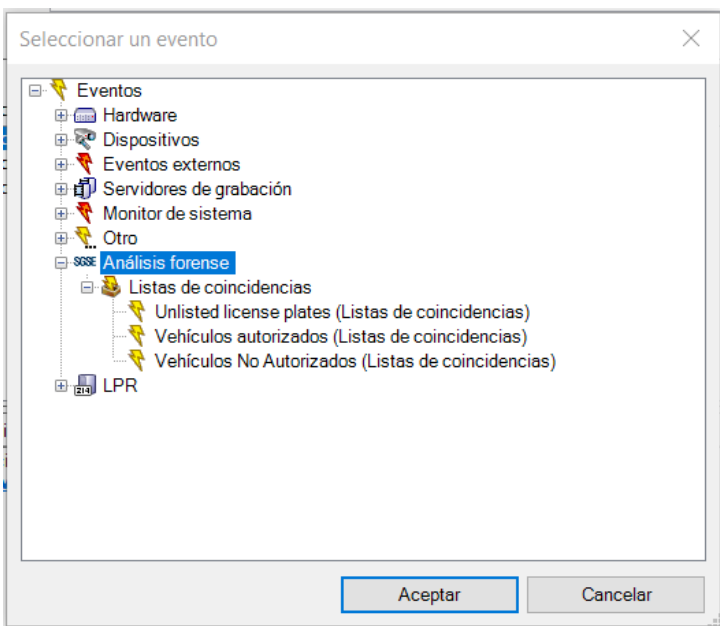 Seleccionar un evento
Eventos
Hardware
Dispositivos
Eventos externos
Servidores de grabación
Monitor de sistema
Otro
SGSE Análisis forense
Listas de coincidencias
Unlisted license plates (Listas de coincidencias)
Vehículos autorizados (Listas de coincidencias)
Vehículos No Autorizados (Listas de coincidencias)
214 LPR
Aceptar Cancelar